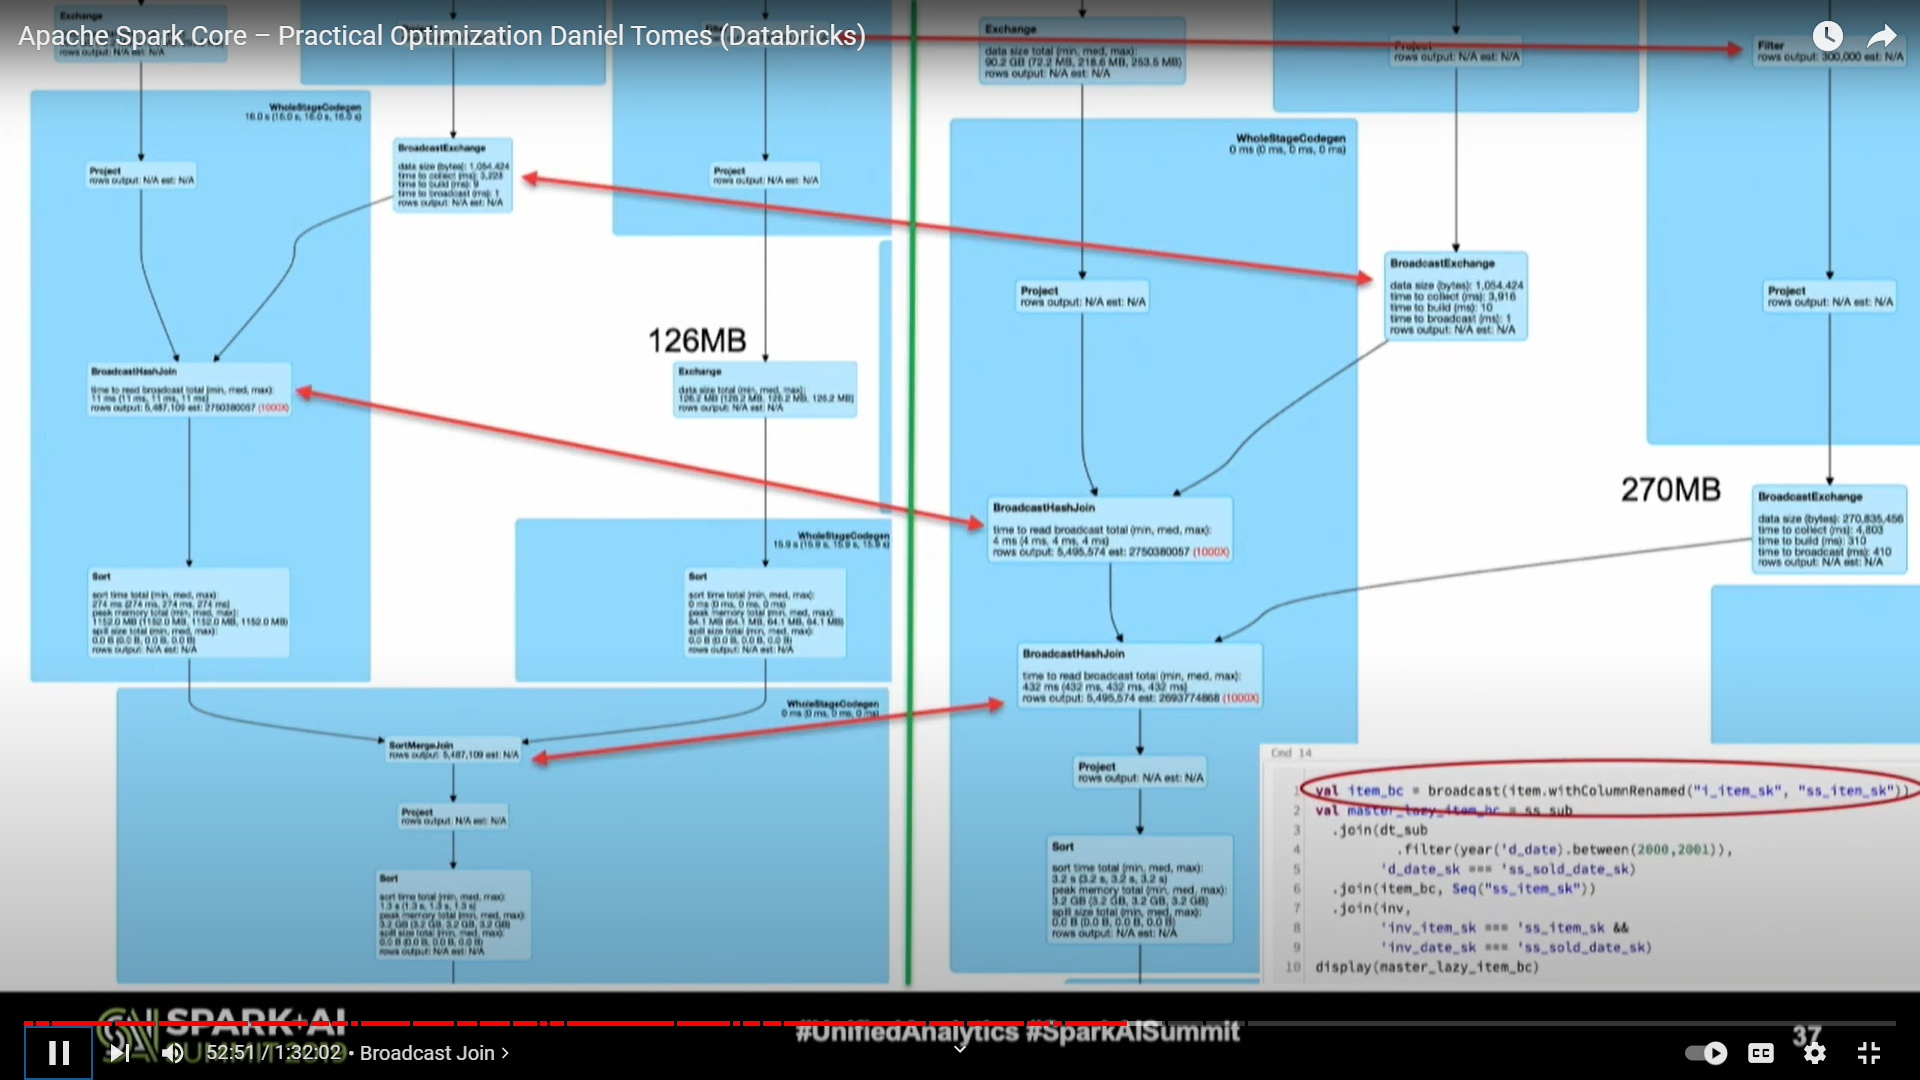 Apache Spark Core – Practical Optimization Daniel Tomes (Databricks)
Exchange
rows output: N/A est: N/A
WholeStageCodegen
16.0 s (16.0 s, 16.0 s, 16.0 s)
Project
rows output: N/A est: N/A
BroadcastExchange
data size (bytes): 1,054,424
time to collect (ms): 3,228
time to build (ms): 9
time to broadcast (ms): 1
rows output: N/A est: N/A
Project
rows output: N/A est: N/A
BroadcastHashJoin
time to read broadcast total (min, med, max):
11 ms (11 ms, 11 ms, 11 ms)
rows output: 5,487,109 est: 2750380057 (1000X)
126MB
Exchange
data size total (min, med, max):
126.2 MB (126.2 MB, 126.2 MB, 126.2 MB)
rows output: N/A est: N/A
WholeStageCodegen
15.9 s (15.9 s, 15.9 s, 15.9 s)
Sort
sort time total (min, med, max):
274 ms (274 ms, 274 ms, 274 ms)
peak memory total (min, med, max):
1152.0 MB (1152.0 MB, 1152.0 MB, 1152.0 MB)
spill size total (min, med, max):
0.0 B (0.0 B, 0.0 B, 0.0 B)
rows output: N/A est: N/A
Sort
sort time total (min, med, max):
0 ms (0 ms, 0 ms, 0 ms)
peak memory total (min, med, max):
64.1 MB (64.1 MB, 64.1 MB, 64.1 MB)
spill size total (min, med, max):
0.0 B (0.0 B, 0.0 B, 0.0 B)
rows output: N/A est: N/A
WholeStageCodegen
0 ms (0 ms, 0 ms, 0 ms)
SortMergeJoin
rows output: 5,487,109 est: N/A
Project
rows output: N/A est: N/A
Sort
sort time total (min, med, max):
1.3 s (1.3 s, 1.3 s, 1.3 s)
peak memory total (min, med, max):
3.2 GB (3.2 GB, 3.2 GB, 3.2 GB)
spill size total (min, med, max):
0.0 B (0.0 B, 0.0 B, 0.0 B)
rows output: N/A est: N/A
Exchange
data size total (min, med, max):
90.2 GB (72.2 MB, 218.6 MB, 253.5 MB)
rows output: N/A est: N/A
Project
rows output: N/A est: N/A
Filter
rows output: 300,000 est: N/A
WholeStageCodegen
0 ms (0 ms, 0 ms, 0 ms)
Project
rows output: N/A est: N/A
BroadcastExchange
data size (bytes): 1,054,424
time to collect (ms): 3,916
time to build (ms): 10
time to broadcast (ms): 1
rows output: N/A est: N/A
Project
rows output: N/A est: N/A
BroadcastHashJoin
time to read broadcast total (min, med, max):
4 ms (4 ms, 4 ms, 4 ms)
rows output: 5,495,574 est: 2750380057 (1000X)
270MB
BroadcastExchange
data size (bytes): 270,835,456
time to collect (ms): 4,803
time to build (ms): 310
time to broadcast (ms): 410
rows output: N/A est: N/A
BroadcastHashJoin
time to read broadcast total (min, med, max):
432 ms (432 ms, 432 ms, 432 ms)
rows output: 5,495,574 est: 2693774868 (1000X)
Project
rows output: N/A est: N/A
Sort
sort time total (min, med, max):
3.2 s (3.2 s, 3.2 s, 3.2 s)
peak memory total (min, med, max):
3.2 GB (3.2 GB, 3.2 GB, 3.2 GB)
spill size total (min, med, max):
0.0 B (0.0 B, 0.0 B, 0.0 B)
rows output: N/A est: N/A
Cmd 14
1 val item_bc = broadcast(item.withColumnRenamed("i_item_sk", "ss_item_sk"))
2 val master_lazy_item_bc = ss_sub
3 .join(dt_sub
4 .filter(year('d_date).between(2000,2001)),
5 'd_date_sk === 'ss_sold_date_sk)
6 .join(item_bc, Seq("ss_item_sk"))
7 .join(inv,
8 'inv_item_sk === 'ss_item_sk &&
9 'inv_date_sk === 'ss_sold_date_sk)
10 display(master_lazy_item_bc)
SPARK+AI
SUMMIT 2019
#UnifiedAnalytics #SparkAISummit
37
52:51 / 1:32:02 • Broadcast Join ›
CC